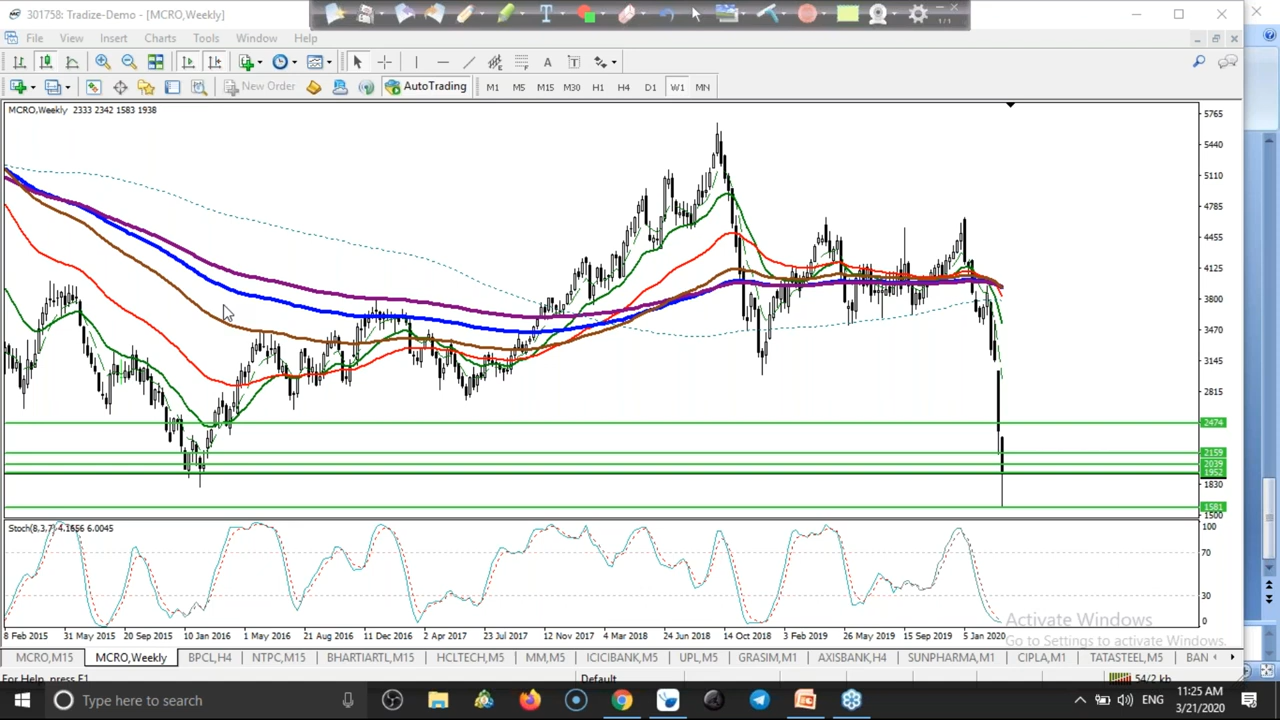 301758: Tradize-Demo - [MCRO,Weekly]
1/1
File View Insert Charts Tools Window Help
New Order AutoTrading M1 M5 M15 M30 H1 H4 D1 W1 MN
MCRO,Weekly 2333 2342 1583 1938
5765
5440
5110
4785
4455
4125
3800
3470
3145
2815
2474
2159
2039
1952
1830
1581
1500
Stoch(8,3,7) 4.1656 6.0045
100
70
30
0
8 Feb 2015 31 May 2015 20 Sep 2015 10 Jan 2016 1 May 2016 21 Aug 2016 11 Dec 2016 2 Apr 2017 23 Jul 2017 12 Nov 2017 4 Mar 2018 24 Jun 2018 14 Oct 2018 3 Feb 2019 26 May 2019 15 Sep 2019 5 Jan 2020
Activate Windows
Go to Settings to activate Windows.
MCRO,M15 MCRO,Weekly BPCL,H4 NTPC,M15 BHARTIARTL,M15 HCLTECH,M5 MM,M5 ICICIBANK,M5 UPL,M5 GRASIM,M1 AXISBANK,H4 SUNPHARMA,M1 CIPLA,M1 TATASTEEL,M5 BAN
For Help, press F1 Default 54/2 kb
Type here to search
ENG
11:25 AM
3/21/2020